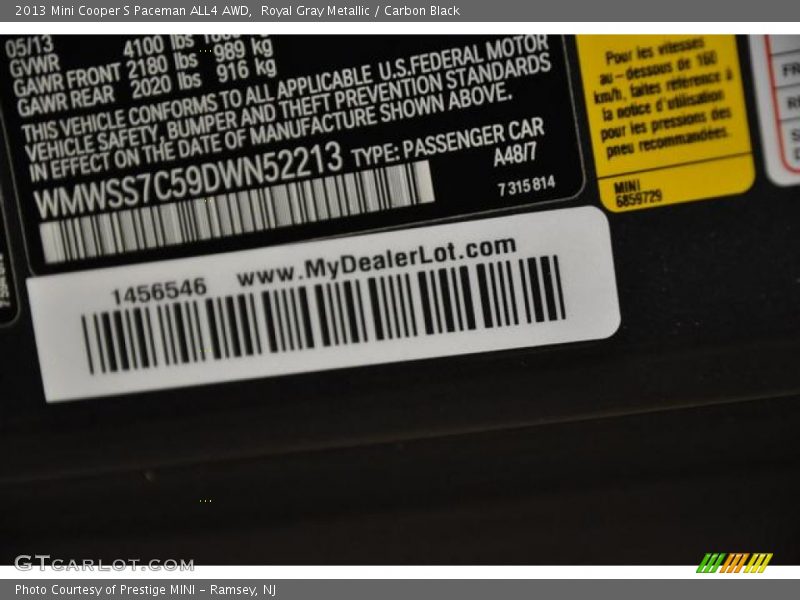 2013 Mini Cooper S Paceman ALL4 AWD,  Royal Gray Metallic / Carbon Black
05/13
GVWR 4100 lbs
GAWR FRONT 2180 lbs 989 kg
GAWR REAR 2020 lbs 916 kg
THIS VEHICLE CONFORMS TO ALL APPLICABLE U.S.FEDERAL MOTOR
VEHICLE SAFETY, BUMPER AND THEFT PREVENTION STANDARDS
IN EFFECT ON THE DATE OF MANUFACTURE SHOWN ABOVE.
WMWSS7C59DWN52213 TYPE: PASSENGER CAR
A48/7
7 315 814
Pour les vitesses
au-dessous de 160
km/h, faites référence à
la notice d'utilisation
pour les pressions des
pneu recommandées.
MINI
6859729
1456546 www.MyDealerLot.com
GTCARLOT.COM
Photo Courtesy of Prestige MINI - Ramsey, NJ